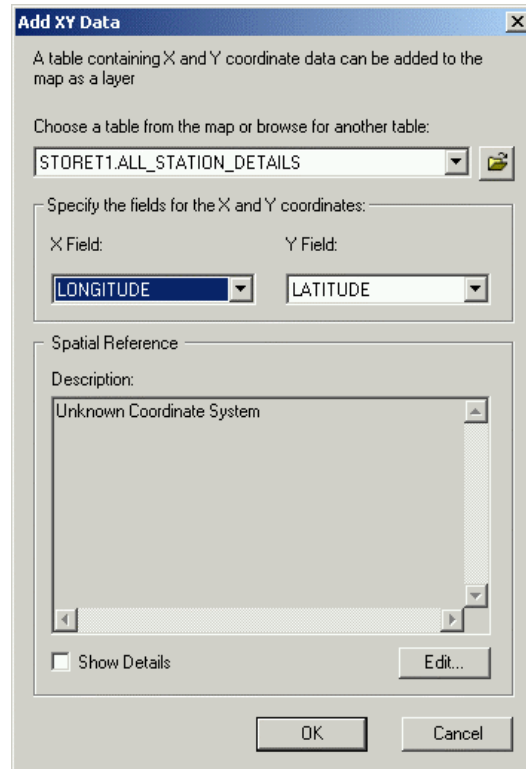 Add XY Data
A table containing X and Y coordinate data can be added to the
map as a layer
Choose a table from the map or browse for another table:
STORET1.ALL_STATION_DETAILS
Specify the fields for the X and Y coordinates:
X Field: Y Field:
LONGITUDE LATITUDE
Spatial Reference
Description:
Unknown Coordinate System
Show Details Edit...
OK Cancel